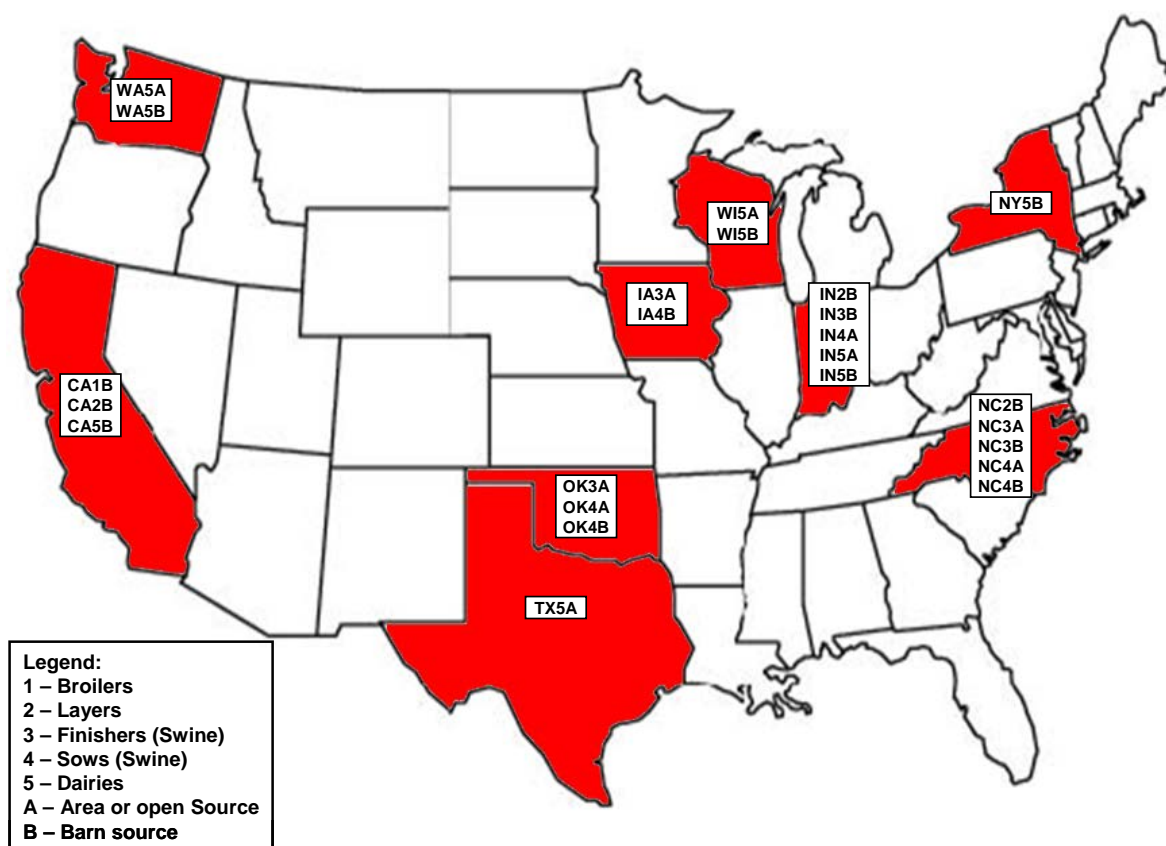 WA5A
WA5B
WI5A
WI5B
NY5B
IA3A
IA4B
IN2B
IN3B
IN4A
IN5A
IN5B
CA1B
CA2B
CA5B
NC2B
NC3A
NC3B
NC4A
NC4B
OK3A
OK4A
OK4B
TX5A
Legend:
1 – Broilers
2 – Layers
3 – Finishers (Swine)
4 – Sows (Swine)
5 – Dairies
A – Area or open Source
B – Barn source